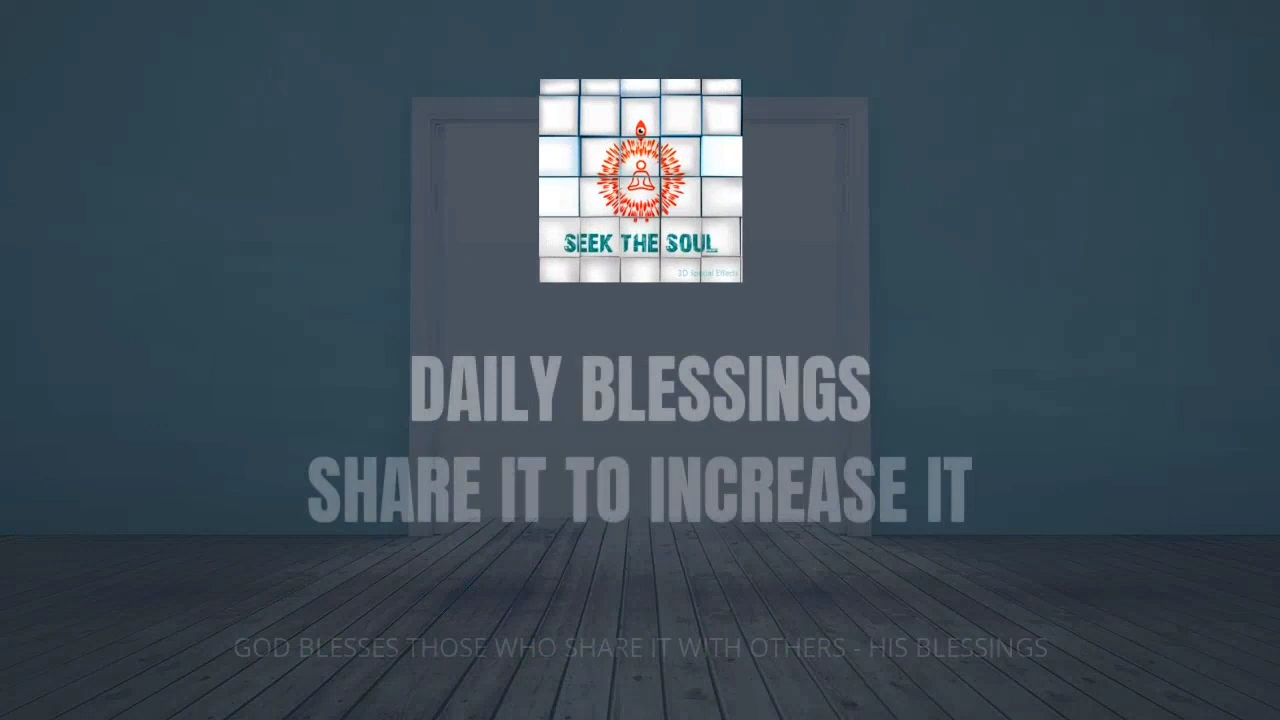 SEEK THE SOUL
3D Special Effects
DAILY BLESSINGS
SHARE IT TO INCREASE IT
GOD BLESSES THOSE WHO SHARE IT WITH OTHERS - HIS BLESSINGS